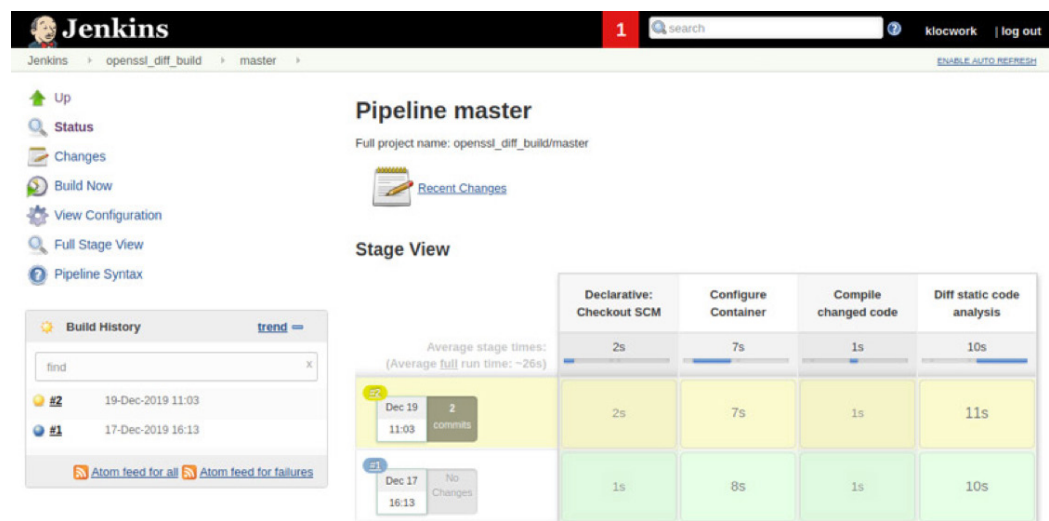 Jenkins
1
search
klocwork | log out
Jenkins openssl_diff_build master
ENABLE AUTO REFRESH
Up
Status
Changes
Build Now
View Configuration
Full Stage View
Pipeline Syntax
Build History trend
find x
#2 19-Dec-2019 11:03
#1 17-Dec-2019 16:13
Atom feed for all Atom feed for failures
Pipeline master
Full project name: openssl_diff_build/master
Recent Changes
Stage View
Declarative: Configure Compile Diff static code
Checkout SCM Container changed code analysis
Average stage times: 2s 7s 1s 10s
(Average full run time: ~26s)
#2
Dec 19 2
11:03 commits
2s 7s 1s 11s
#1
Dec 17 No
Changes
16:13
1s 8s 1s 10s